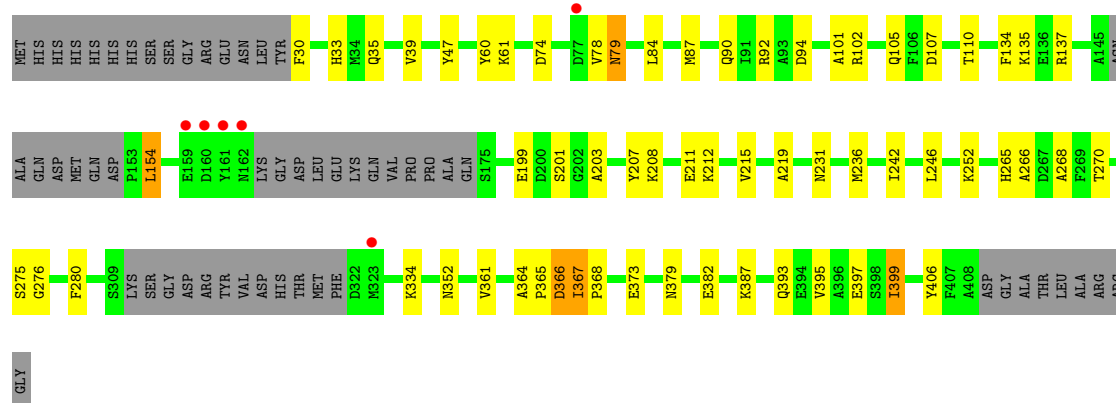 MET HIS HIS HIS HIS HIS HIS SER SER GLY ARG GLU ASN LEU TYR F30 H33 M34 Q35 V39 Y47 Y60 K61 D74 D77 V78 N79 L84 M87 Q90 I91 R92 A93 D94 A101 R102 Q105 F106 D107 T110 F134 K135 E136 R137 A145 ASN
ALA GLN ASP MET GLN ASP P153 L154 E159 D160 Y161 N162 LYS GLY ASP LEU GLU LYS GLN VAL PRO PRO ALA GLN S175 E199 D200 S201 G202 A203 Y207 K208 E211 K212 V215 A219 N231 M236 I242 L246 K252 H265 A266 D267 A268 F269 T270
S275 G276 F280 S309 LYS SER GLY ASP ARG TYR VAL ASP HIS THR MET PHE D322 M323 K334 N352 V361 A364 P365 D366 I367 P368 E373 N379 E382 K387 Q393 E394 V395 A396 E397 S398 I399 Y406 F407 A408 ASP GLY ALA THR LEU ALA ARG ARG
GLY